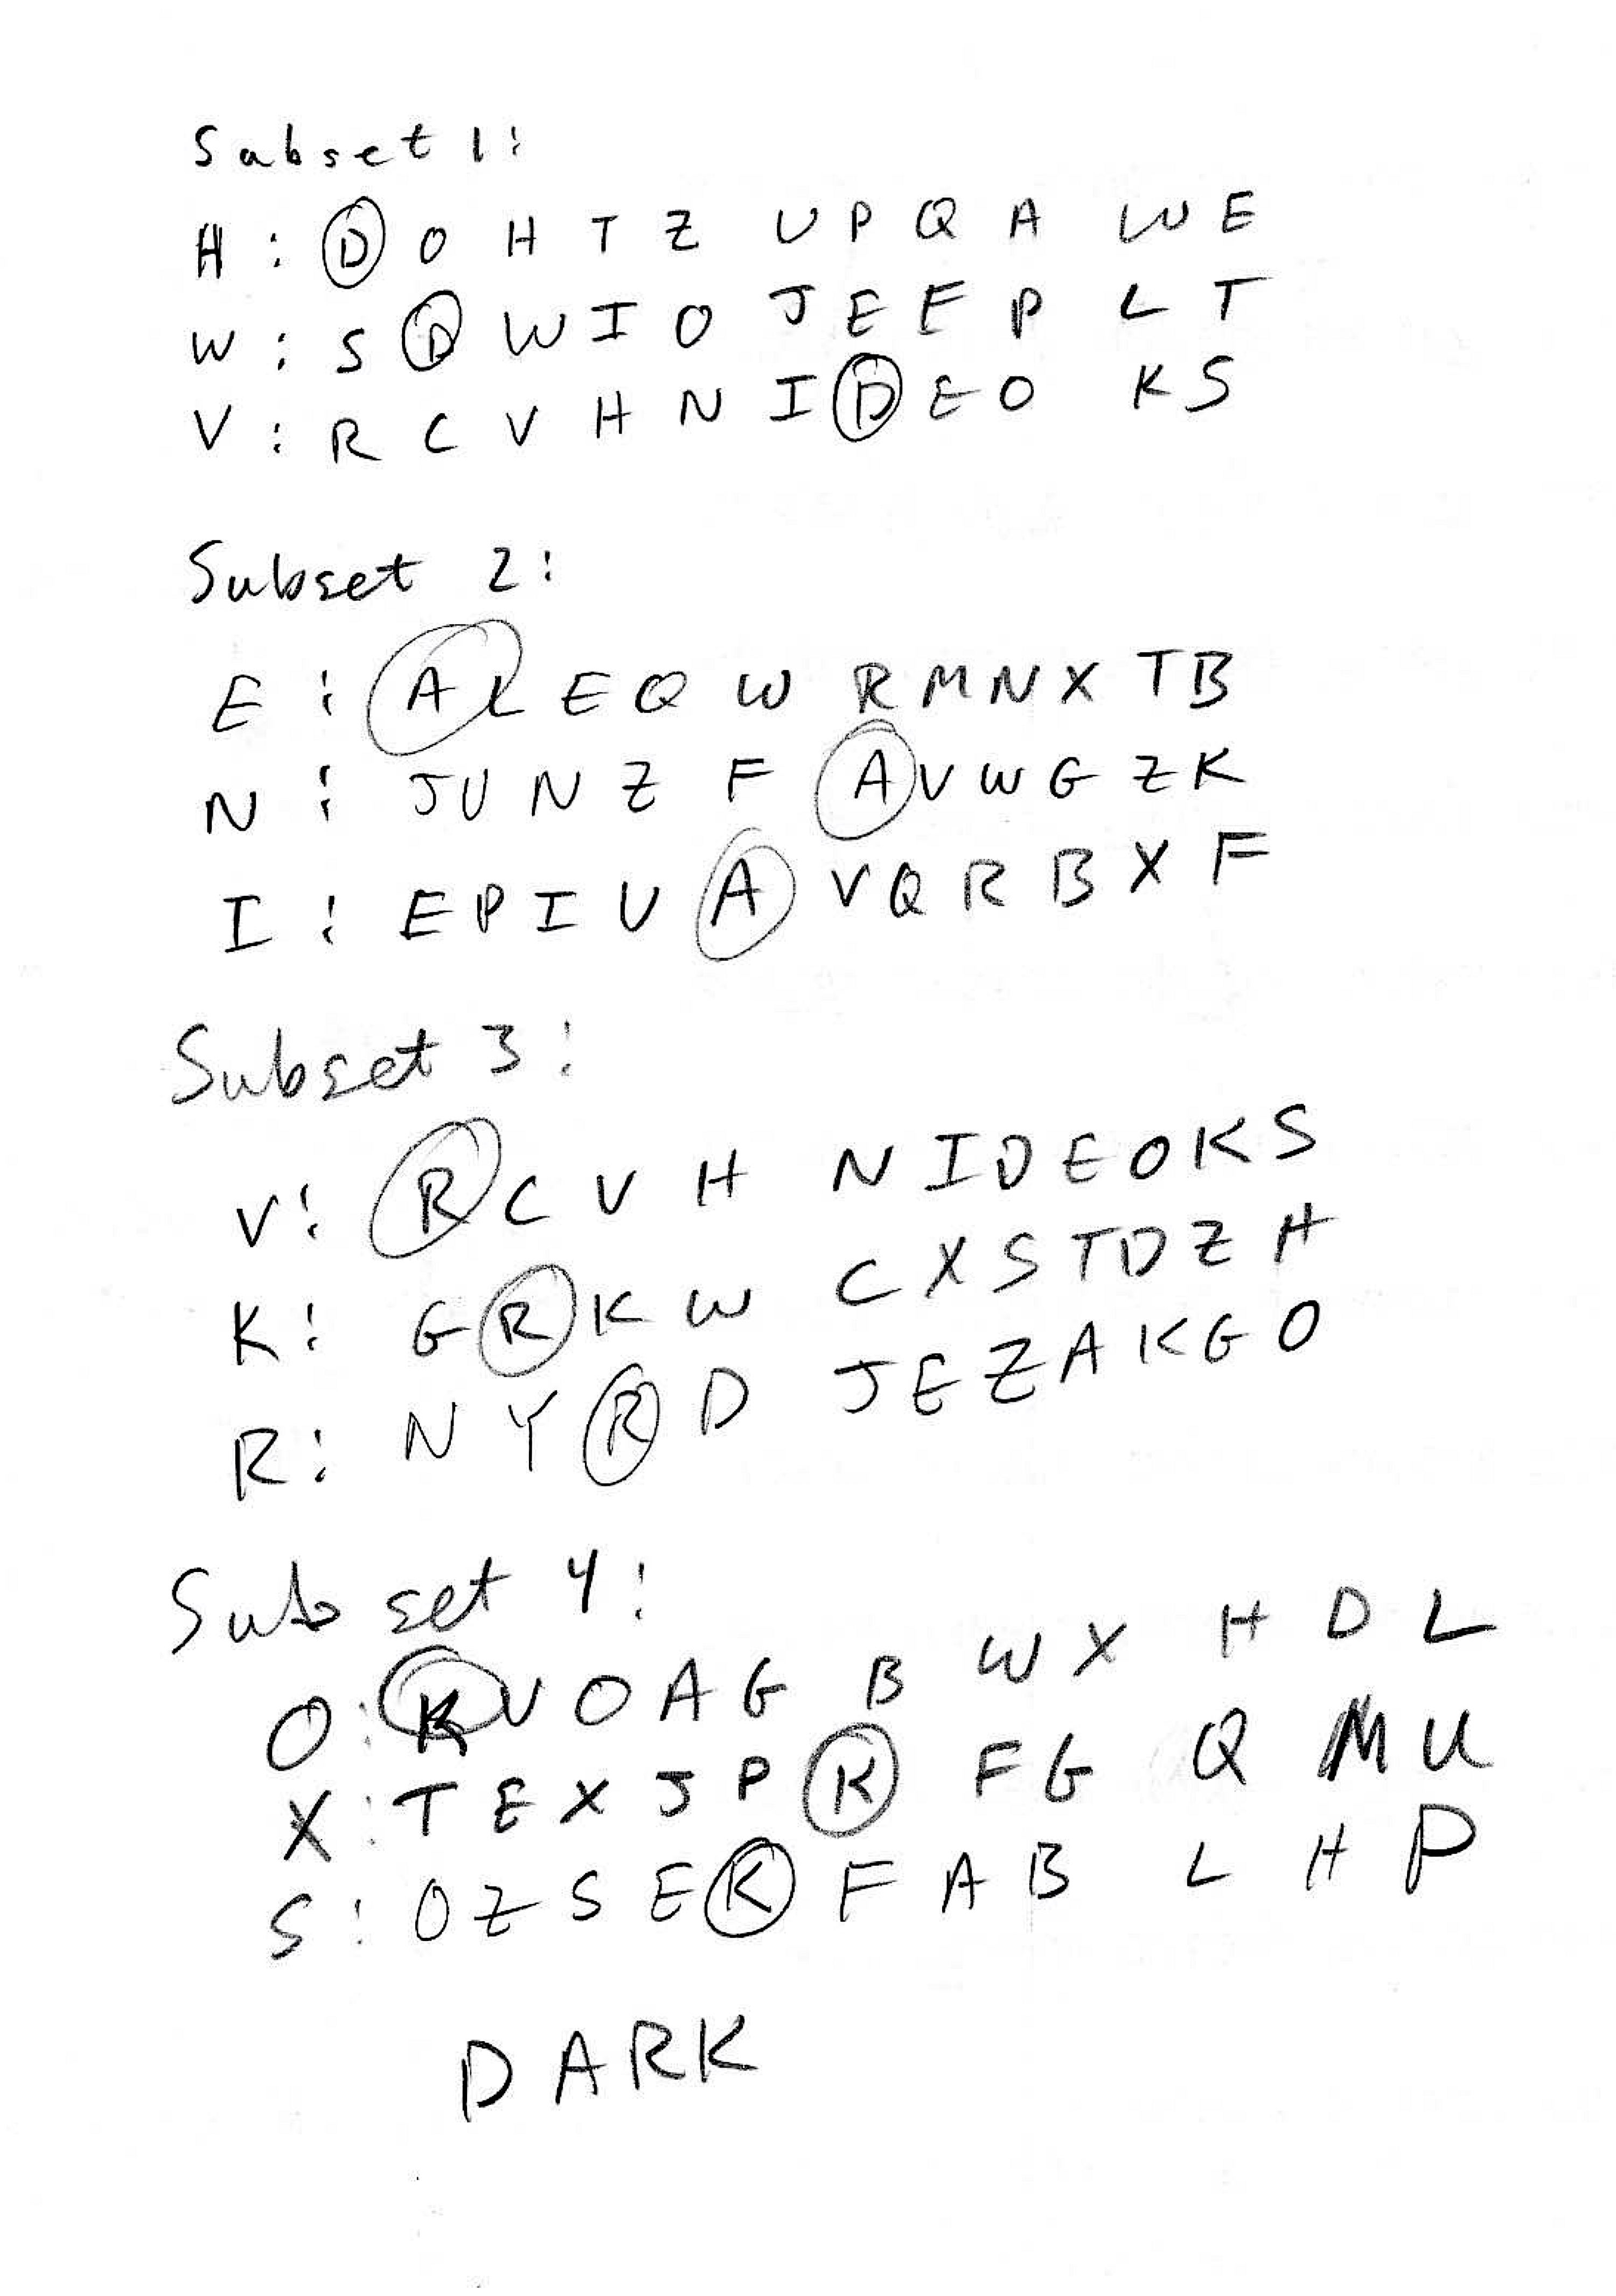 Subset 1:
H: D O H T Z U P Q A W E
W: S D W I O J E F P L T
V: R C V H N I D E O K S
Subset 2:
E: A L E Q W R M N X T B
N: J U N Z F A V W G Z K
I: E P I U A V Q R B X F
Subset 3:
V: R C V H N I D E O K S
K: G R K W C X S T D Z H
R: N Y R D J E Z A K G O
Subset 4:
O: K V O A G B W X H D L
X: T E X J P K F G Q M U
S: O Z S E K F A B L H P
DARK